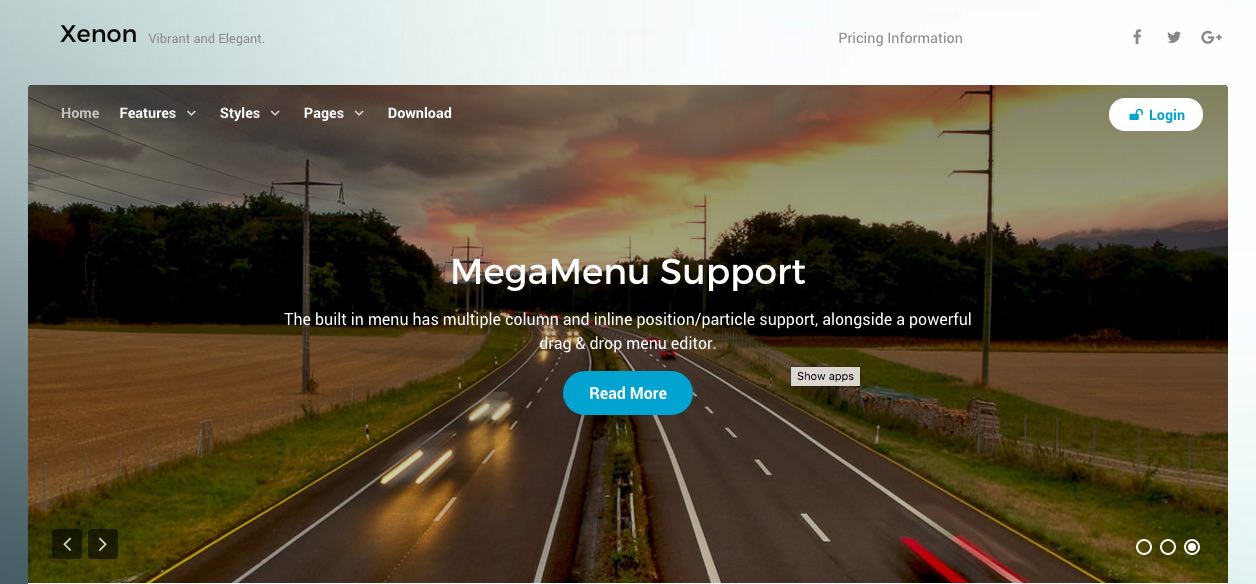 Xenon
Vibrant and Elegant.
Pricing Information
G+
Home Features Styles Pages Download
Login
MegaMenu Support
The built in menu has multiple column and inline position/particle support, alongside a powerful
drag & drop menu editor.
Show apps
Read More